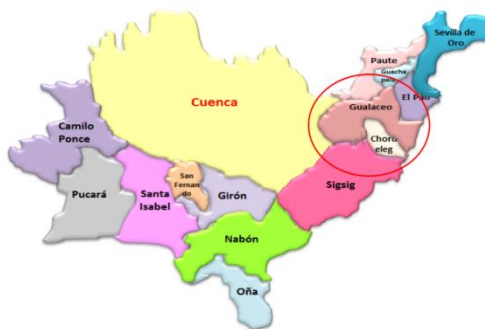 Sevilla de
Oro
Paute
Guacha
pala
El Pan
Gualaceo
Chord
eleg
Cuenca
Camilo
Ponce
Pucará
Santa
Isabel
San
Fernan
do
Girón
Sigsig
Nabón
Oña